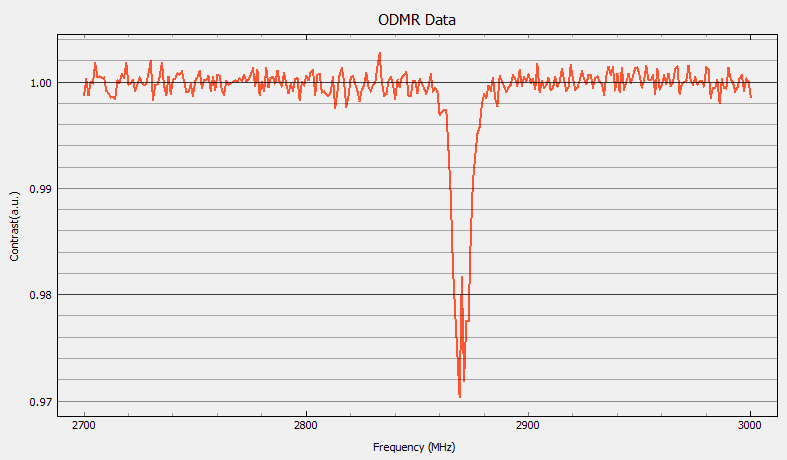 ODMR Data
1.00
0.99
0.98
0.97
Contrast(a.u.)
2700 2800 2900 3000
Frequency (MHz)